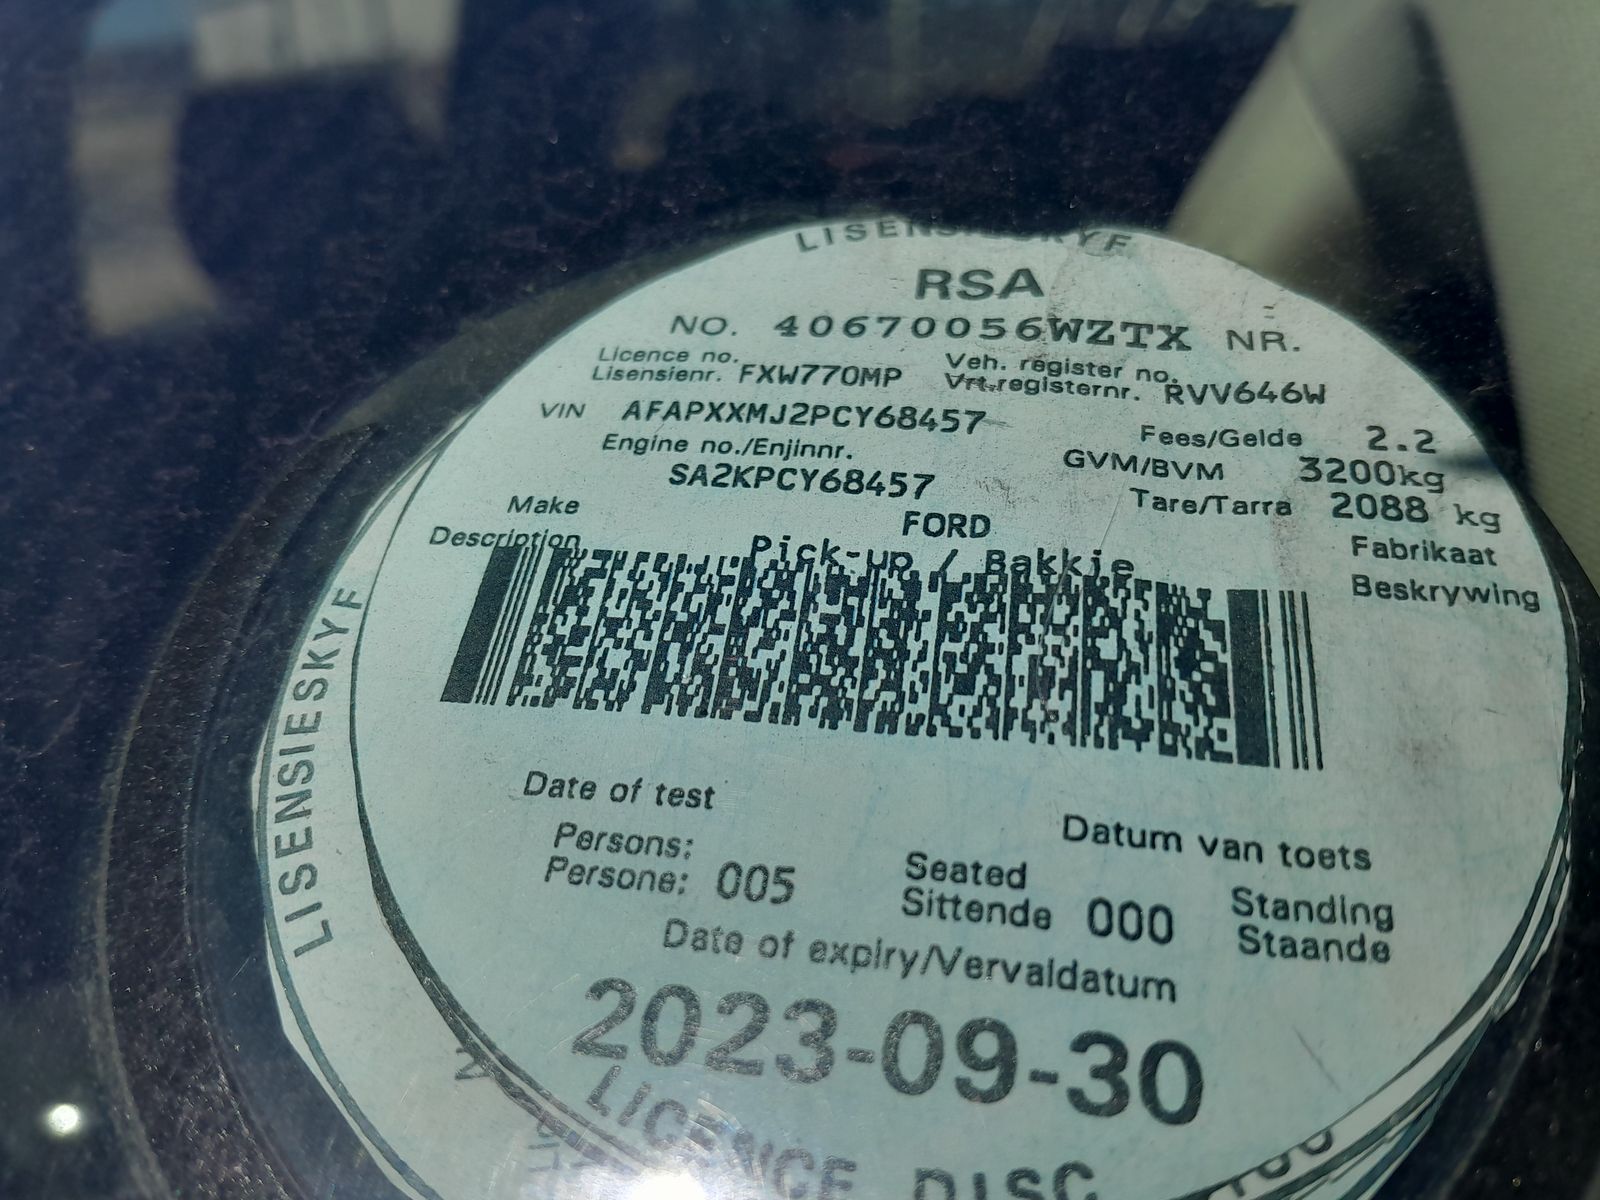 LISENSIESKYF
RSA
NO. 40670056WZTX NR.
Licence no. Veh. register no.
Lisensienr. FXW770MP Vrt.registernr. RVV646W
VIN AFAPXXMJ2PCY68457
Fees/Gelde 2.2
Engine no./Enjinnr. GVM/BVM 3200kg
SA2KPCY68457 Tare/Tarra 2088 kg
Make FORD Fabrikaat
Description Pick-up / Bakkie Beskrywing
Date of test Datum van toets
Persons: Seated Standing
Persone: 005 Sittende 000 Staande
Date of expiry/Vervaldatum
2023-09-30
LICENCE DISC
LISENSIESKYF